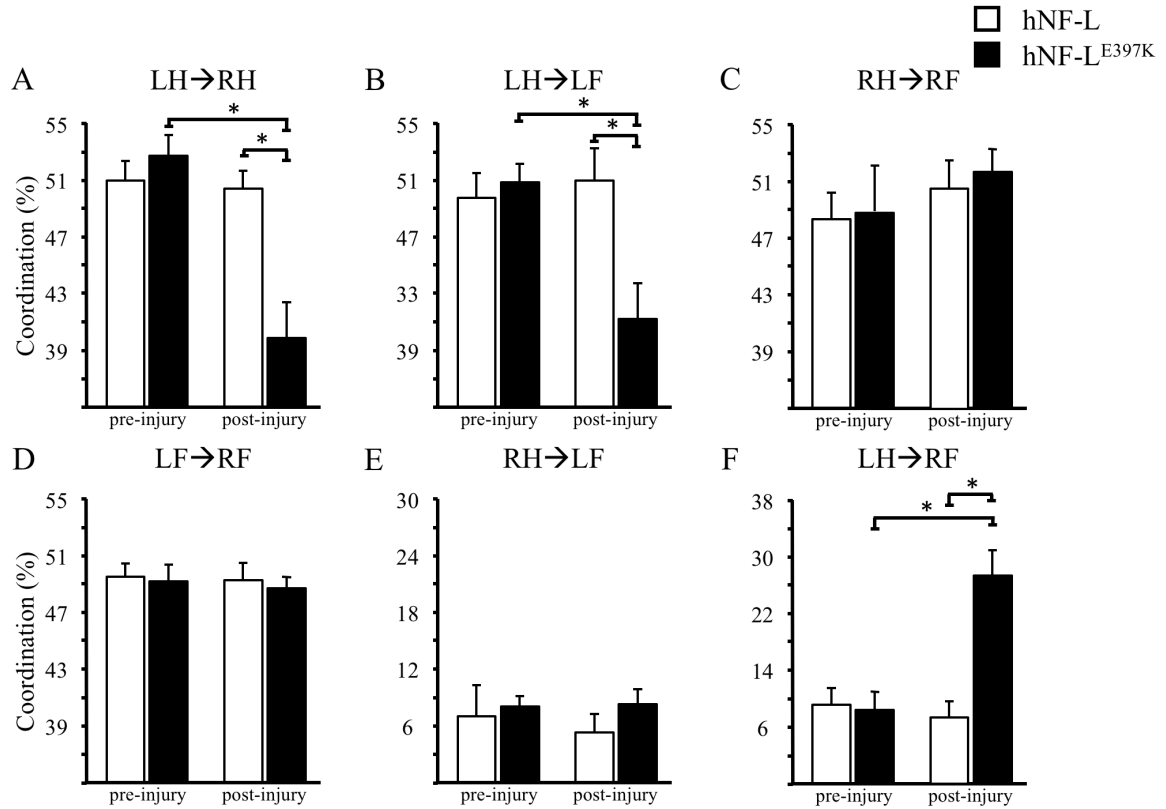 hNF-L
hNF-L^E397K
A LH→RH
B LH→LF
C RH→RF
Coordination (%)
55
51
47
43
39
*
*
pre-injury post-injury
55
51
47
33
39
*
*
pre-injury post-injury
55
51
47
43
39
pre-injury post-injury
D LF→RF
E RH→LF
F LH→RF
Coordination (%)
55
51
47
43
39
pre-injury post-injury
30
24
18
12
6
pre-injury post-injury
38
30
22
14
6
*
*
pre-injury post-injury